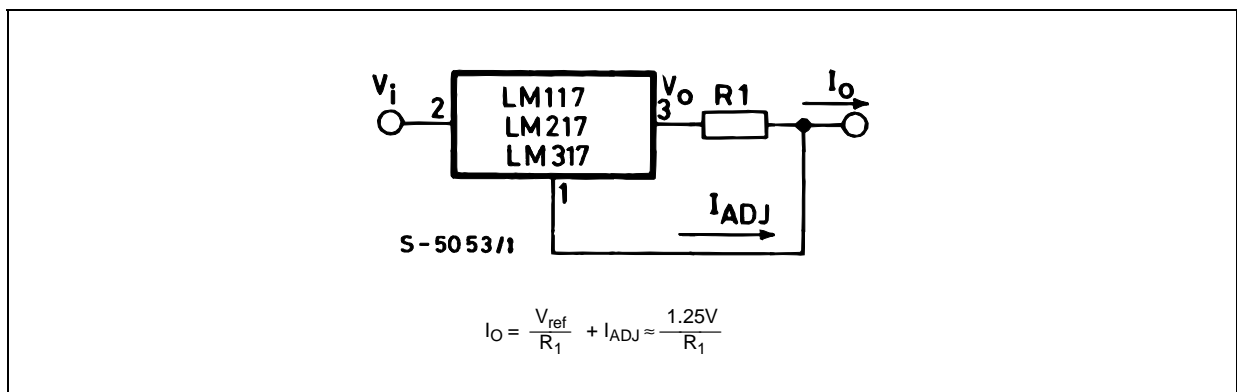 Vi
2
LM117
LM217
LM317
Vo
3
R1
Io
1
IADJ
S-5053/1
IO = Vref/R1 + IADJ ≈ 1.25V/R1